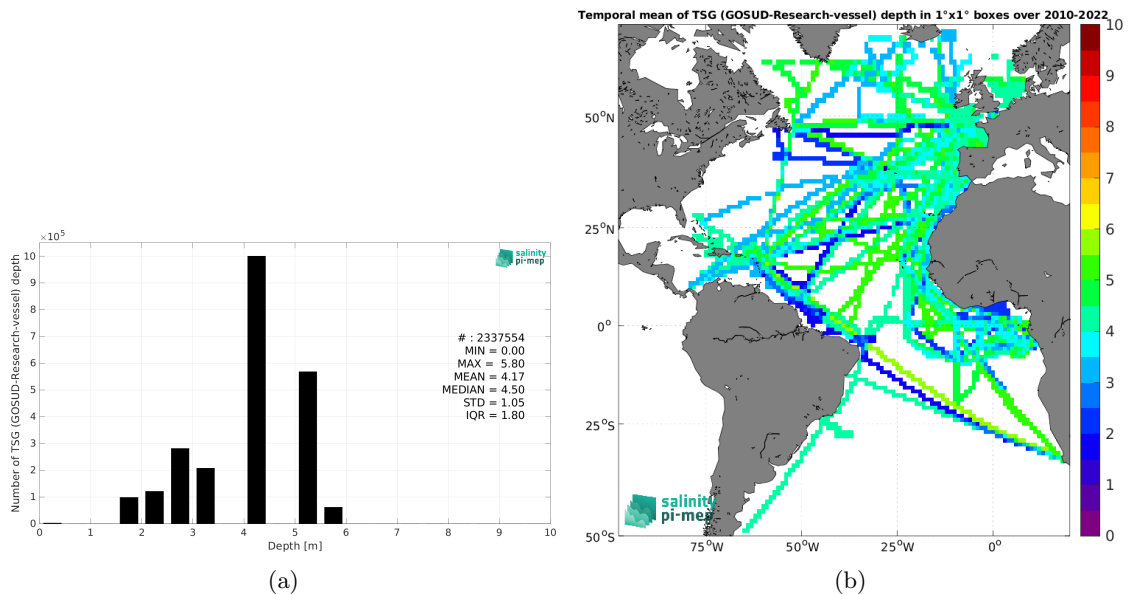 ×10⁵
10
9
8
7
6
5
4
3
2
1
0
Number of TSG (GOSUD-Research-vessel) depth
salinity
pi-mep
# : 2337554
MIN = 0.00
MAX = 5.80
MEAN = 4.17
MEDIAN = 4.50
STD = 1.05
IQR = 1.80
0 1 2 3 4 5 6 7 8 9 10
Depth [m]
(a)
Temporal mean of TSG (GOSUD-Research-vessel) depth in 1°x1° boxes over 2010-2022
50°N
25°N
0°
25°S
50°S
75°W 50°W 25°W 0°
salinity
pi-mep
10
9
8
7
6
5
4
3
2
1
0
(b)